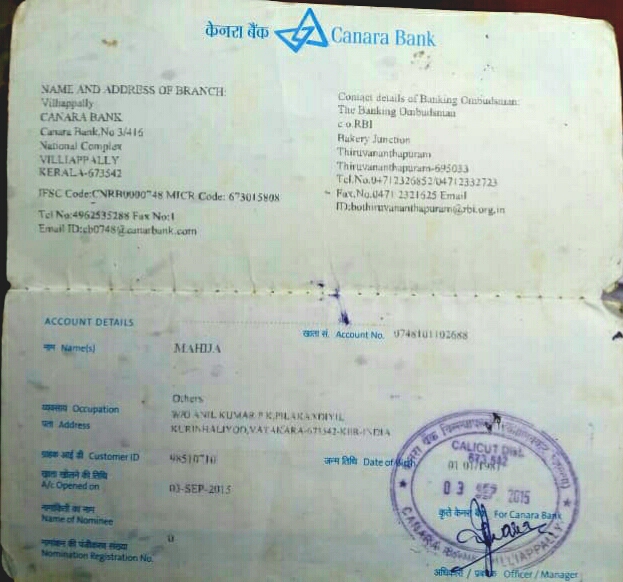 केनरा बैंक Canara Bank
NAME AND ADDRESS OF BRANCH:
Villiappally
CANARA BANK
Canara Bank,No 3/416
National Complex
VILLIAPPALLY
KERALA-673542
IFSC Code:CNRB0000748 MICR Code: 673015808
Tel No:4962535288 Fax No:1
Email ID:cb0748@canarbank.com
Contact details of Banking Ombudsman:
The Banking Ombudsman
c o RBI
Bakery Junction
Thiruvananthapuram
Thiruvananthapuram-695033
Tel.No.04712326852/04712332723
Fax.No.0471 2321625 Email
ID:bothiruvananthapuram@rbi.org.in
ACCOUNT DETAILS
खाता सं. Account No. 0748101102688
नाम Name(s) MAHIJA
Others
व्यवसाय Occupation
W/O ANIL KUMAR P K,PILAKANDIYIL
पता Address
KURINHALIYOD,VATAKARA-673542-KER-INDIA
ग्राहक आई डी Customer ID 98510710
जन्म तिथि Date of Birth
खाता खोलने की तिथि
A/c Opened on 03-SEP-2015
नामांकिती का नाम
Name of Nominee
नामांकन की पंजीकरण संख्या 0
Nomination Registration No.
CALICUT Dist.
673 542
03 SEP 2015
CANARA VILLIAPPALLY
कृते केनरा बैंक For Canara Bank
अधिकारी / प्रबंधक Officer / Manager